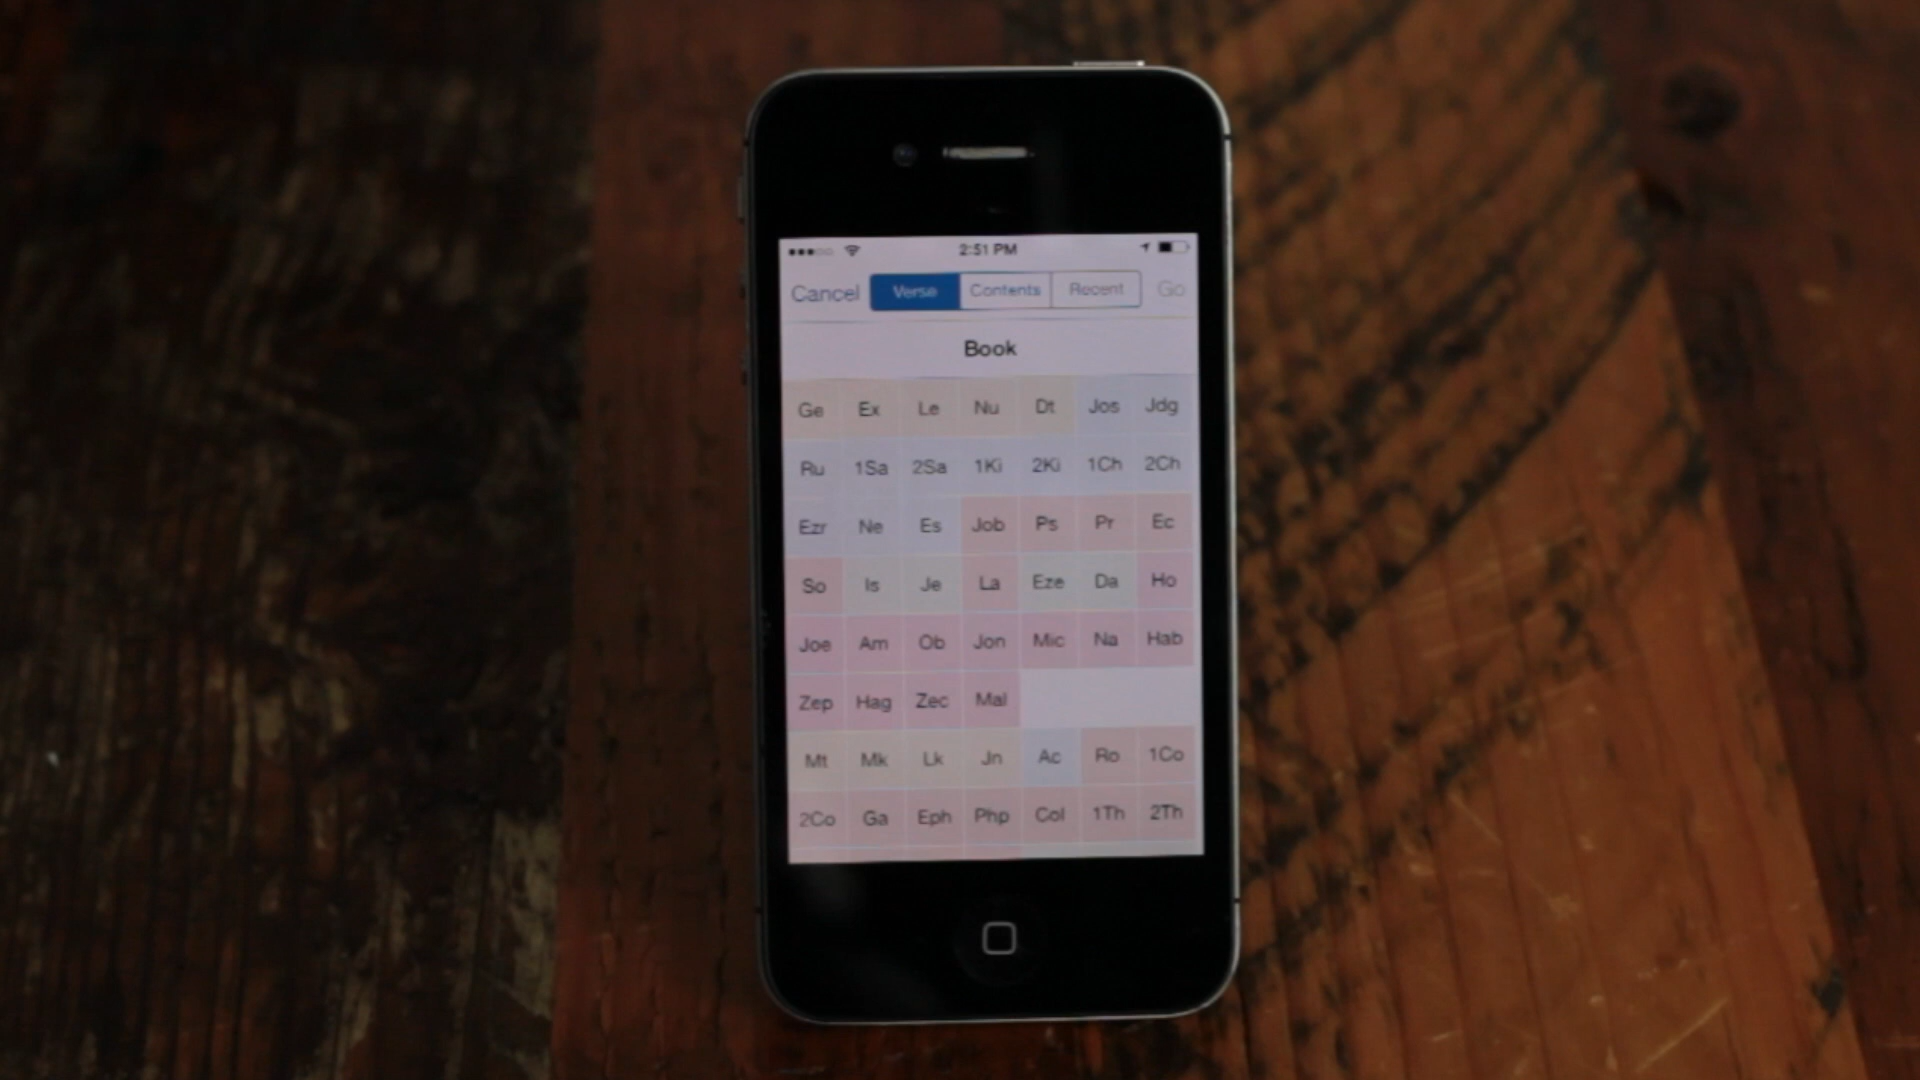 2:51 PM
Cancel Verse Contents Recent Go
Book
Ge Ex Le Nu Dt Jos Jdg
Ru 1Sa 2Sa 1Ki 2Ki 1Ch 2Ch
Ezr Ne Es Job Ps Pr Ec
So Is Je La Eze Da Ho
Joe Am Ob Jon Mic Na Hab
Zep Hag Zec Mal
Mt Mk Lk Jn Ac Ro 1Co
2Co Ga Eph Php Col 1Th 2Th